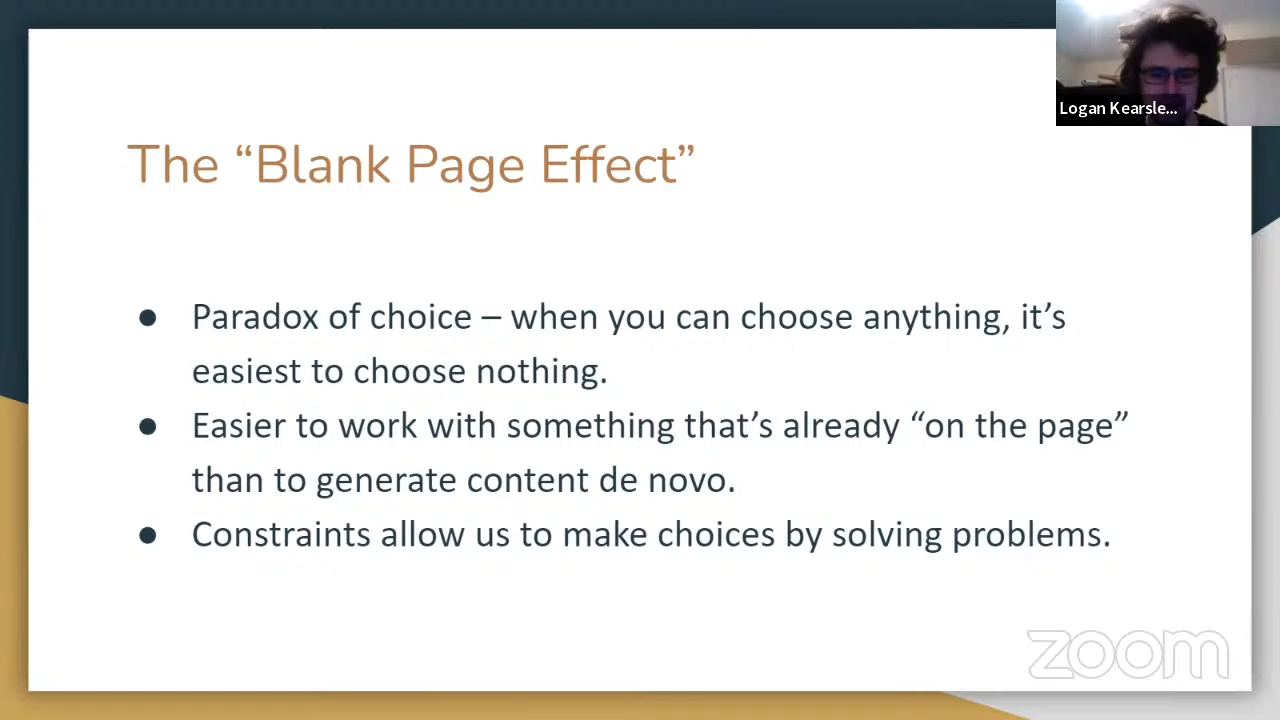 Logan Kearsle...
The “Blank Page Effect”
● Paradox of choice – when you can choose anything, it’s
easiest to choose nothing.
● Easier to work with something that’s already “on the page”
than to generate content de novo.
● Constraints allow us to make choices by solving problems.
zoom